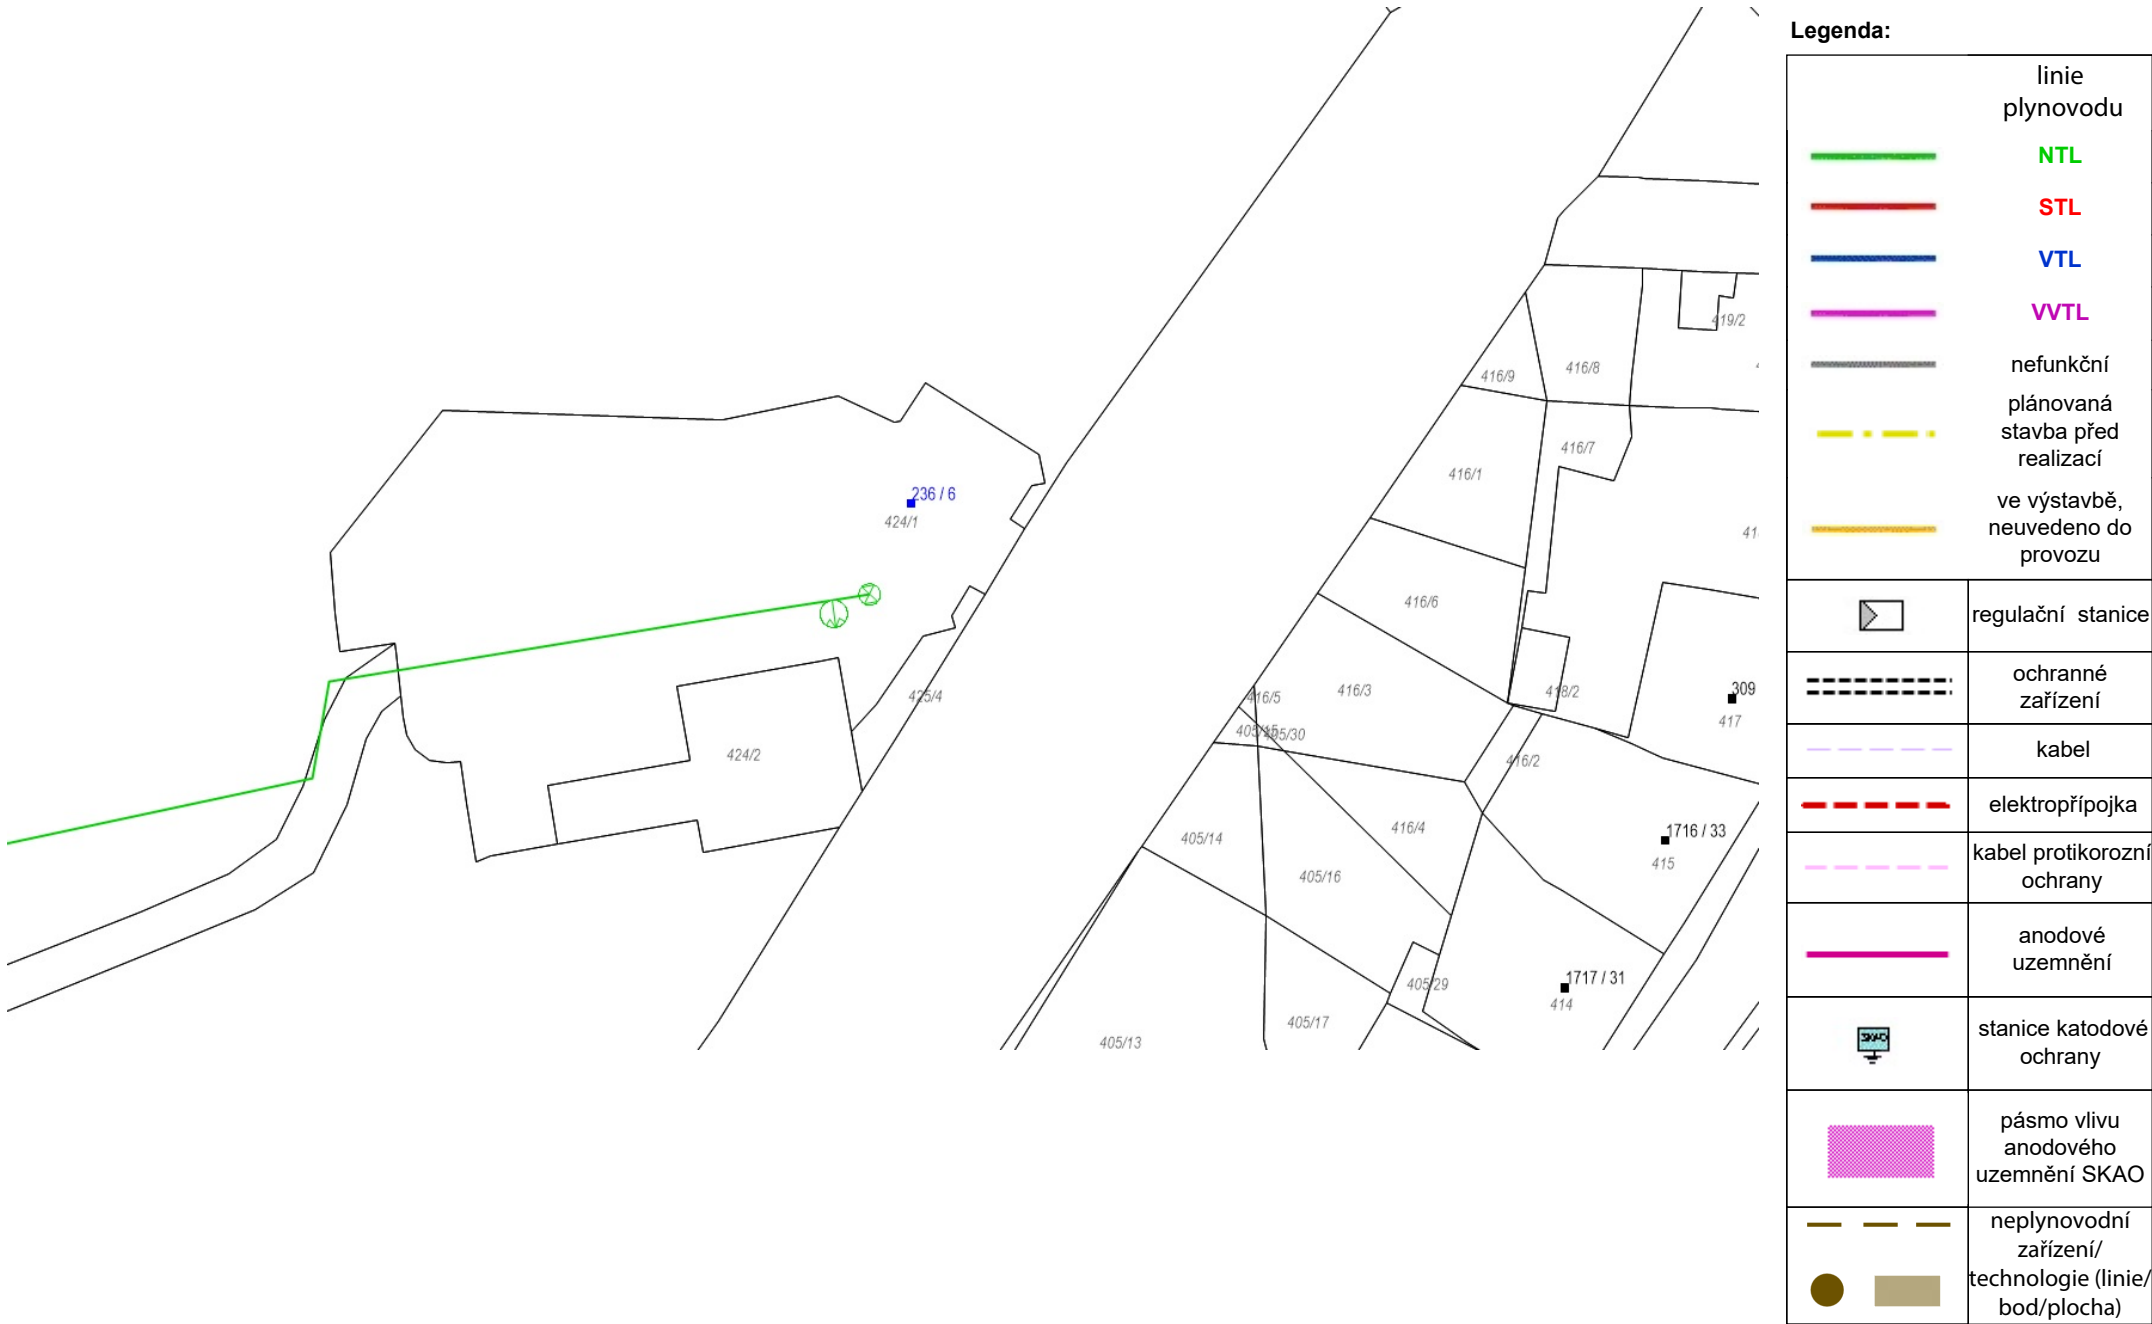 Legenda:
linie
plynovodu
NTL
STL
VTL
VVTL
nefunkční
plánovaná
stavba před
realizací
ve výstavbě,
neuvedeno do
provozu
regulační stanice
ochranné
zařízení
kabel
elektropřípojka
kabel protikorozní
ochrany
anodové
uzemnění
SKAO
stanice katodové
ochrany
pásmo vlivu
anodového
uzemnění SKAO
neplynovodní
zařízení/
technologie (linie/
bod/plocha)
419/2
416/9
416/8
416/7
416/1
236 / 6
424/1
41
416/6
416/3
418/2
309
417
425/4
416/5
405/15
405/30
424/2
416/2
405/14
416/4
1716 / 33
415
405/16
405/29
1717 / 31
414
405/17
405/13